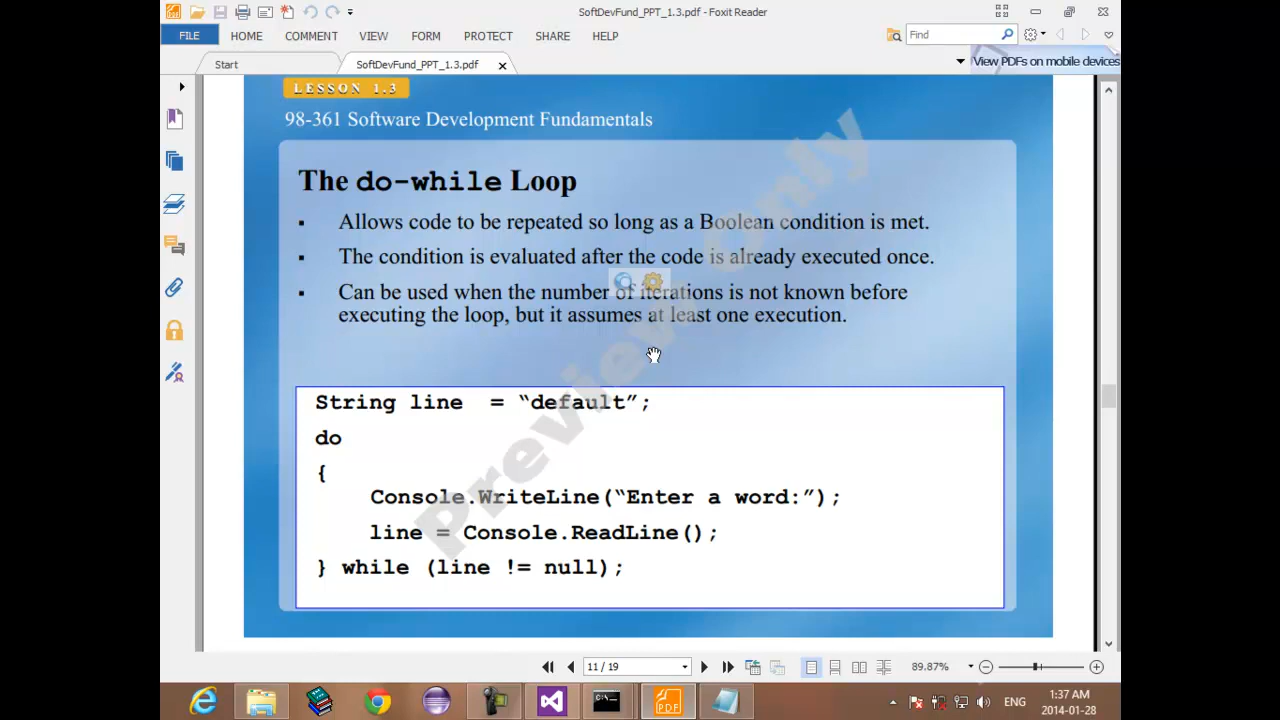 SoftDevFund_PPT_1.3.pdf - Foxit Reader
FILE HOME COMMENT VIEW FORM PROTECT SHARE HELP
Find
Start SoftDevFund_PPT_1.3.pdf
View PDFs on mobile devices
LESSON 1.3
98-361 Software Development Fundamentals
The do-while Loop
▪ Allows code to be repeated so long as a Boolean condition is met.
▪ The condition is evaluated after the code is already executed once.
▪ Can be used when the number of iterations is not known before
executing the loop, but it assumes at least one execution.
String line = “default”;
do
{
Console.WriteLine(“Enter a word:”);
line = Console.ReadLine();
} while (line != null);
Preview Only
11 / 19
89.87%
PDF
ENG
1:37 AM
2014-01-28